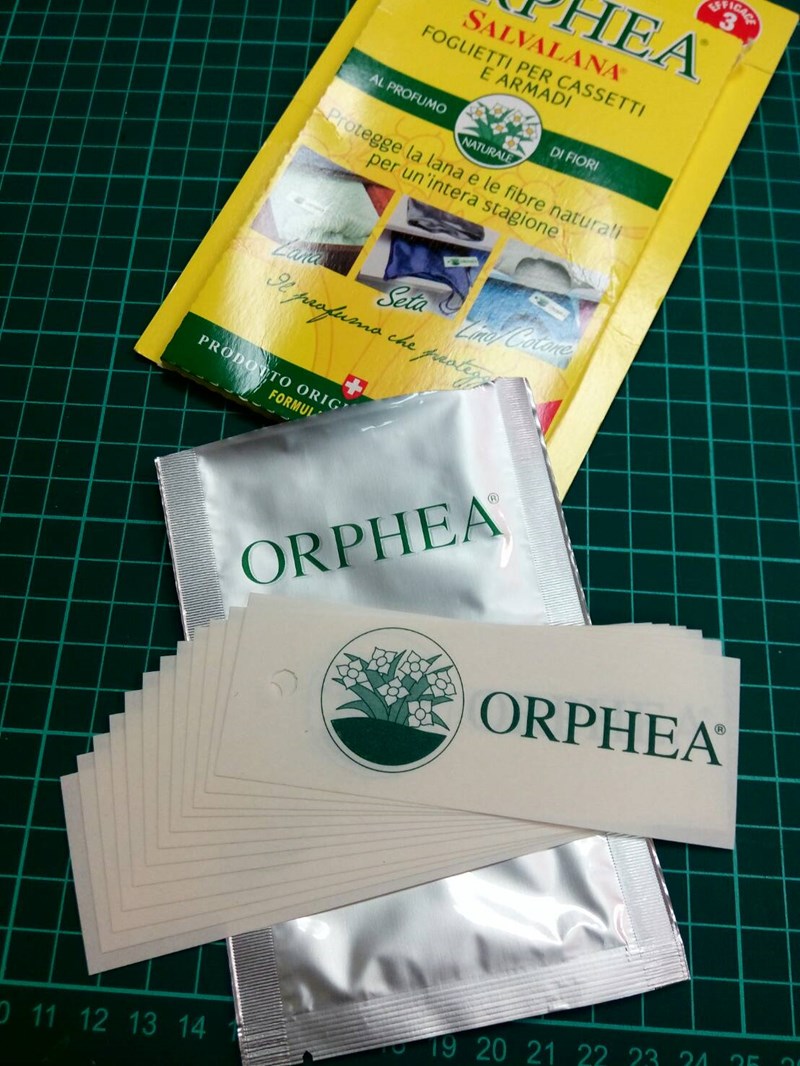 ORPHEA®
EFFICACE
3
SALVALANA®
FOGLIETTI PER CASSETTI
E ARMADI
AL PROFUMO
NATURALE
DI FIORI
Protegge la lana e le fibre naturali
per un'intera stagione
Lana
Seta
Lino/Cotone
Il profumo che protegge
PRODOTTO
ORPHEA®
ORPHEA®
11 12 13 14 19 20 21 22 23 24 25